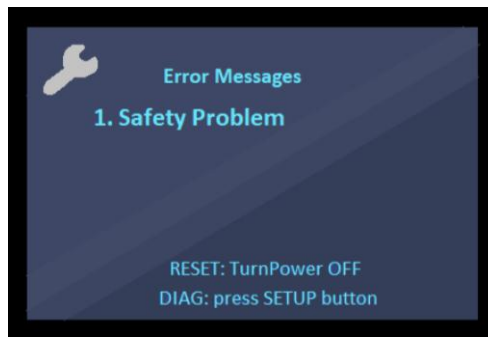 Error Messages
1. Safety Problem
RESET: TurnPower OFF
DIAG: press SETUP button